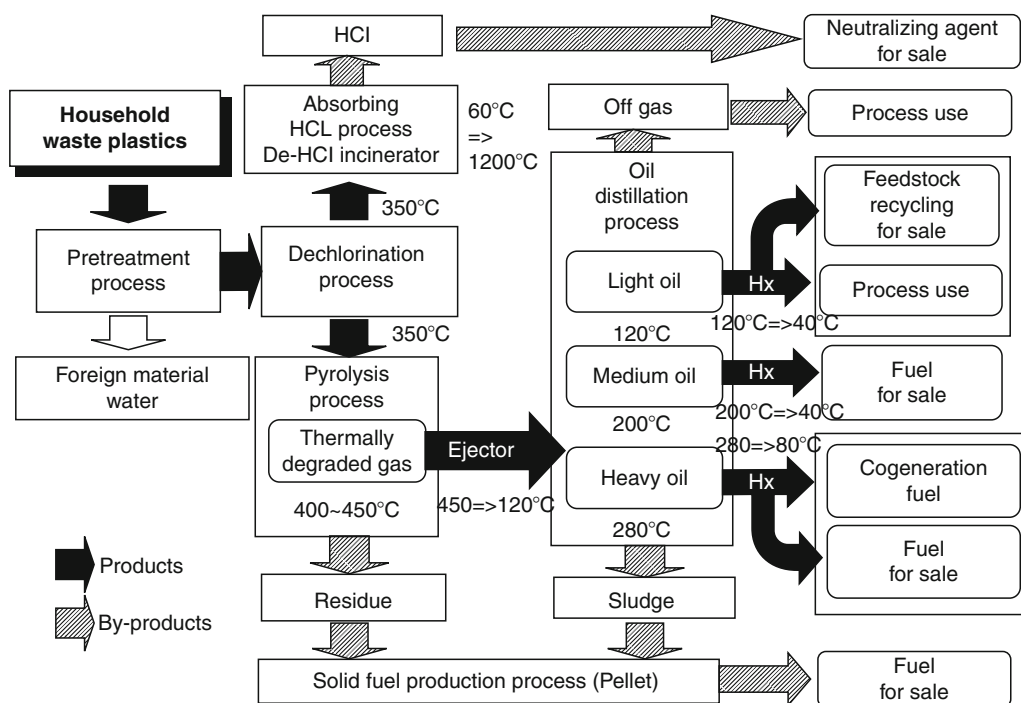 HCI
Neutralizing agent
for sale
Household
waste plastics
Absorbing
HCL process
De-HCI incinerator
60°C
=>
1200°C
Off gas
Process use
350°C
Oil
distillation
process
Feedstock
recycling
for sale
Pretreatment
process
Dechlorination
process
Light oil
Hx
Process use
350°C
120°C
120°C=>40°C
Foreign material
water
Pyrolysis
process
Medium oil
Hx
Fuel
for sale
Thermally
degraded gas
Ejector
200°C
200°C=>40°C
280=>80°C
Heavy oil
Hx
Cogeneration
fuel
400~450°C
450=>120°C
280°C
Fuel
for sale
Products
By-products
Residue
Sludge
Solid fuel production process (Pellet)
Fuel
for sale